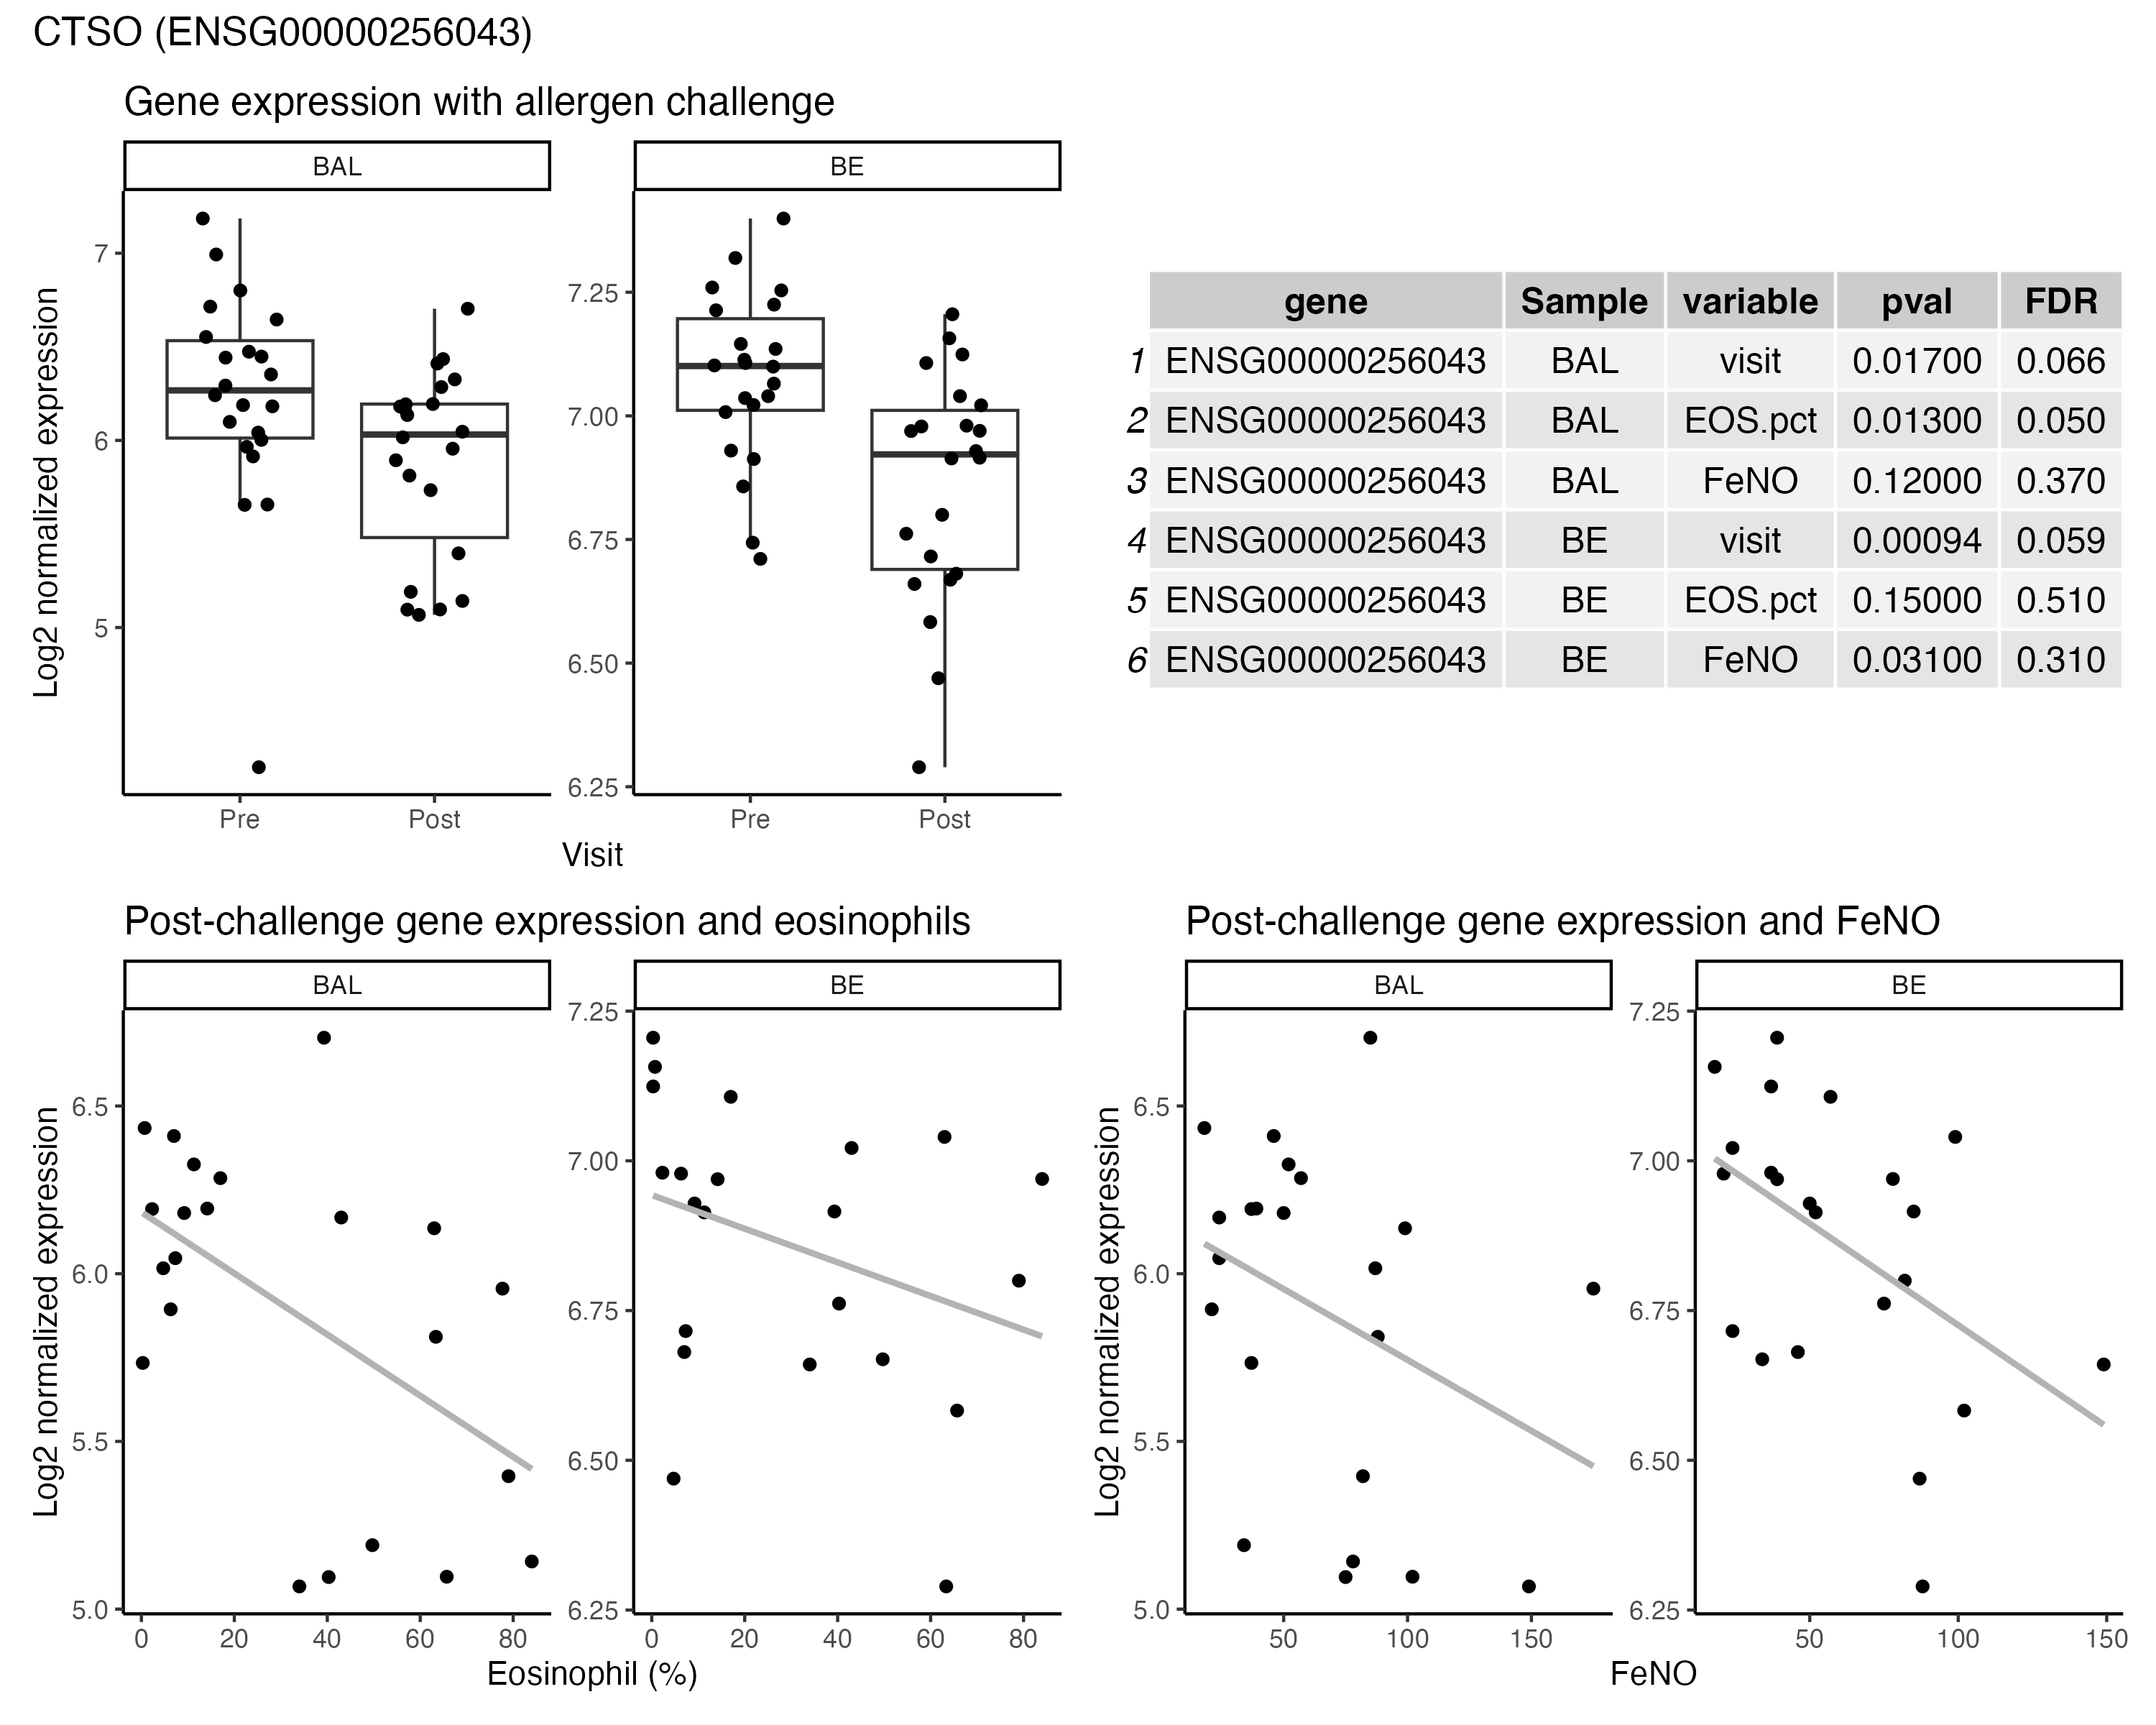 CTSO (ENSG00000256043)
Gene expression with allergen challenge
BAL
BE
Log2 normalized expression
7
6
5
7.25
7.00
6.75
6.50
6.25
Pre
Post
Pre
Post
Visit
gene Sample variable pval FDR
1 ENSG00000256043 BAL visit 0.01700 0.066
2 ENSG00000256043 BAL EOS.pct 0.01300 0.050
3 ENSG00000256043 BAL FeNO 0.12000 0.370
4 ENSG00000256043 BE visit 0.00094 0.059
5 ENSG00000256043 BE EOS.pct 0.15000 0.510
6 ENSG00000256043 BE FeNO 0.03100 0.310
Post-challenge gene expression and eosinophils
BAL
BE
Log2 normalized expression
6.5
6.0
5.5
5.0
7.25
7.00
6.75
6.50
6.25
0 20 40 60 80
0 20 40 60 80
Eosinophil (%)
Post-challenge gene expression and FeNO
BAL
BE
Log2 normalized expression
6.5
6.0
5.5
5.0
7.25
7.00
6.75
6.50
6.25
50 100 150
50 100 150
FeNO